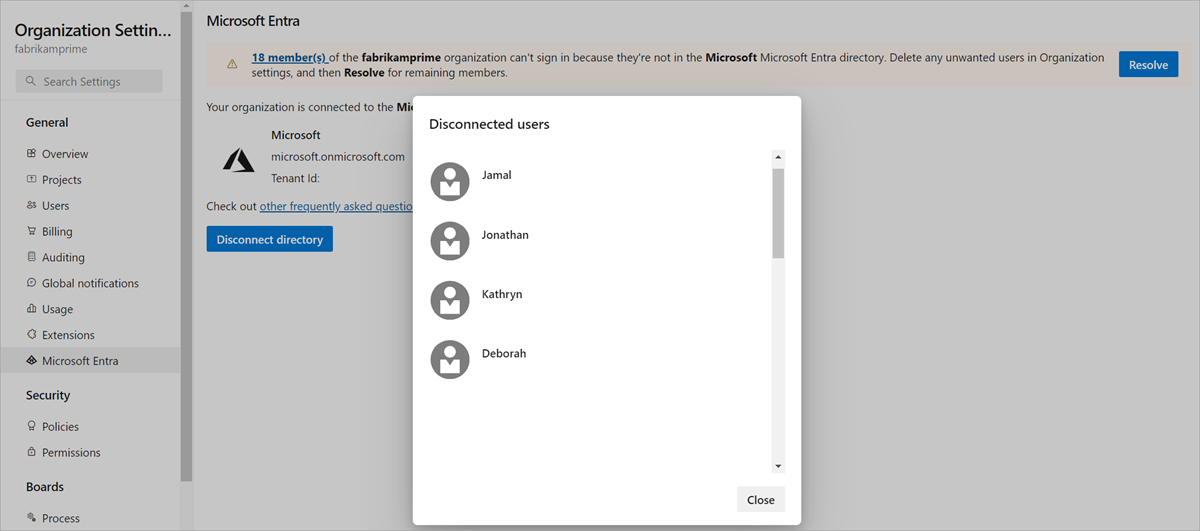 Organization Settin...
fabrikamprime
Search Settings
General
Overview
Projects
Users
Billing
Auditing
Global notifications
Usage
Extensions
Microsoft Entra
Security
Policies
Permissions
Boards
Process
Microsoft Entra
18 member(s) of the fabrikamprime organization can't sign in because they're not in the Microsoft Microsoft Entra directory. Delete any unwanted users in Organization
settings, and then Resolve for remaining members.
Resolve
Your organization is connected to the Mic
Microsoft
microsoft.onmicrosoft.com
Tenant Id:
Check out other frequently asked questio
Disconnect directory
Disconnected users
Jamal
Jonathan
Kathryn
Deborah
Close